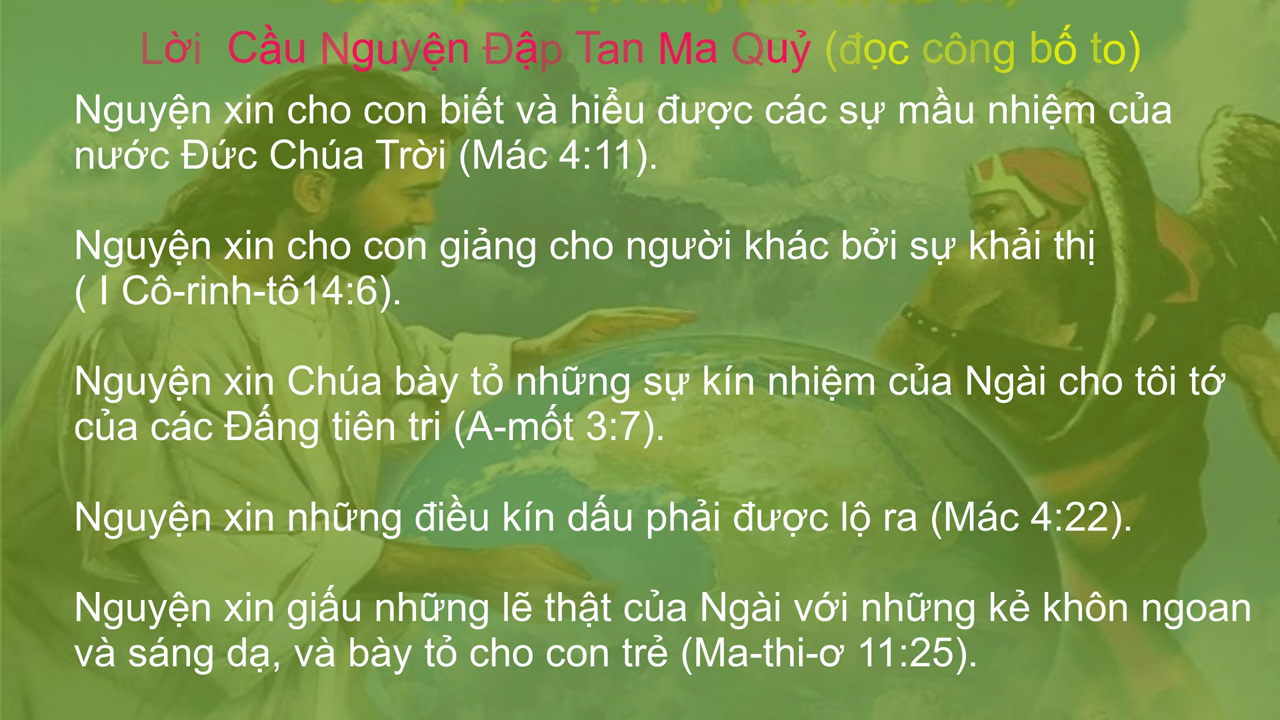 Lời Cầu Nguyện Đập Tan Ma Quỷ (đọc công bố to)
Nguyện xin cho con biết và hiểu được các sự mầu nhiệm của
nước Đức Chúa Trời (Mác 4:11).
Nguyện xin cho con giảng cho người khác bởi sự khải thị
( I Cô-rinh-tô14:6).
Nguyện xin Chúa bày tỏ những sự kín nhiệm của Ngài cho tôi tớ
của các Đấng tiên tri (A-mốt 3:7).
Nguyện xin những điều kín dấu phải được lộ ra (Mác 4:22).
Nguyện xin giấu những lẽ thật của Ngài với những kẻ khôn ngoan
và sáng dạ, và bày tỏ cho con trẻ (Ma-thi-ơ 11:25).